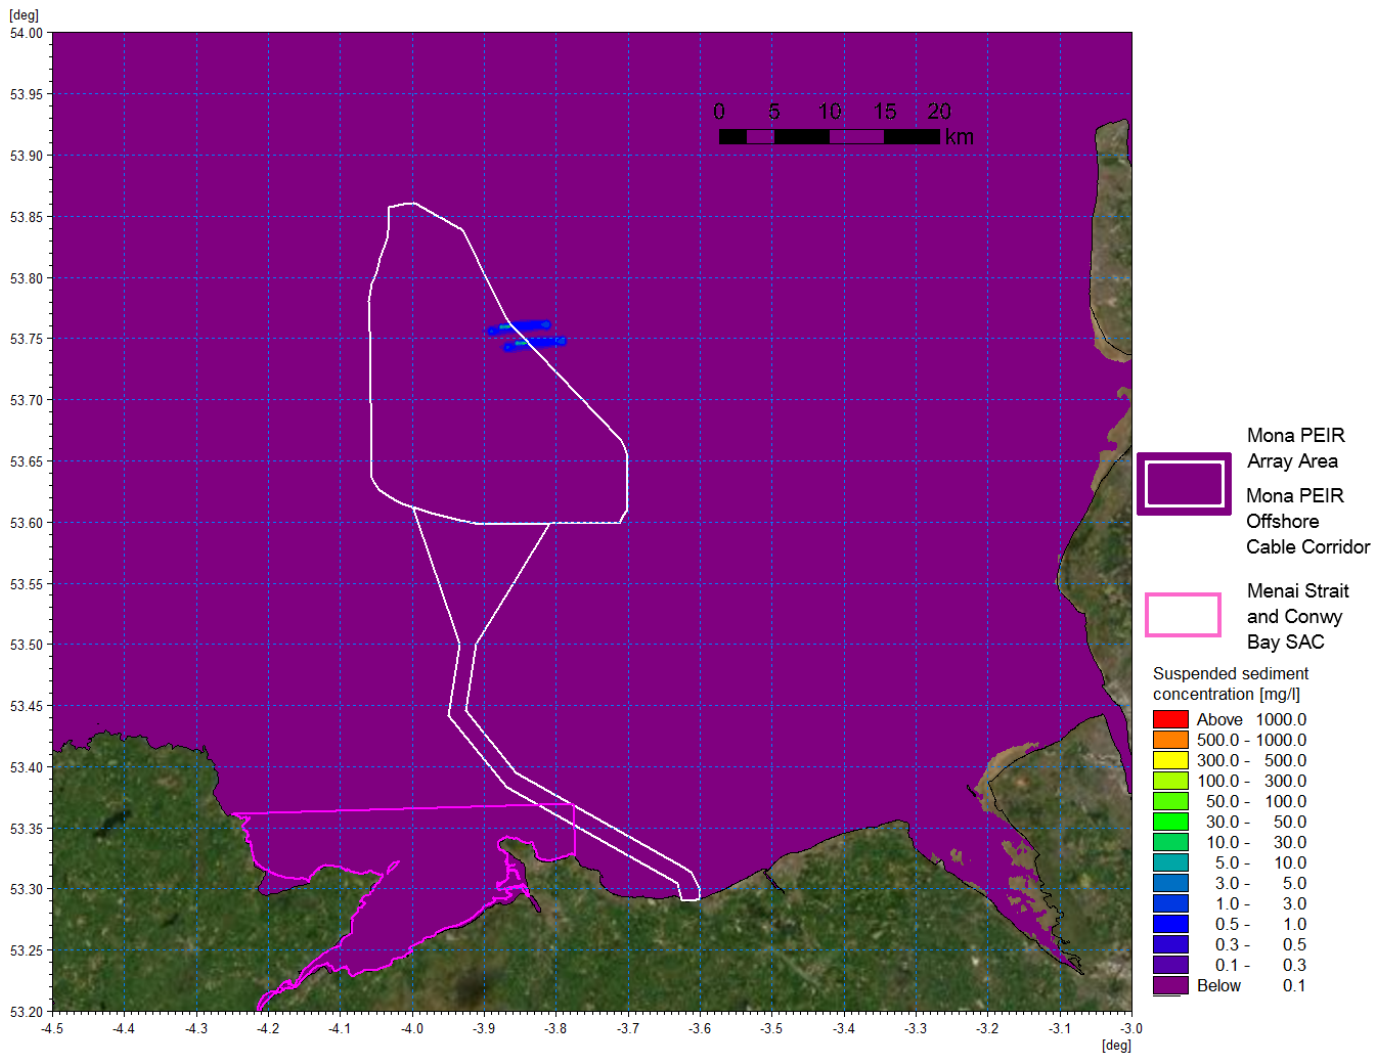 [deg]
54.00
53.95
53.90
53.85
53.80
53.75
53.70
53.65
53.60
53.55
53.50
53.45
53.40
53.35
53.30
53.25
53.20
0 5 10 15 20
km
-4.5 -4.4 -4.3 -4.2 -4.1 -4.0 -3.9 -3.8 -3.7 -3.6 -3.5 -3.4 -3.3 -3.2 -3.1 -3.0
[deg]
Mona PEIR
Array Area
Mona PEIR
Offshore
Cable Corridor
Menai Strait
and Conwy
Bay SAC
Suspended sediment
concentration [mg/l]
Above 1000.0
500.0 - 1000.0
300.0 - 500.0
100.0 - 300.0
50.0 - 100.0
30.0 - 50.0
10.0 - 30.0
5.0 - 10.0
3.0 - 5.0
1.0 - 3.0
0.5 - 1.0
0.3 - 0.5
0.1 - 0.3
Below 0.1